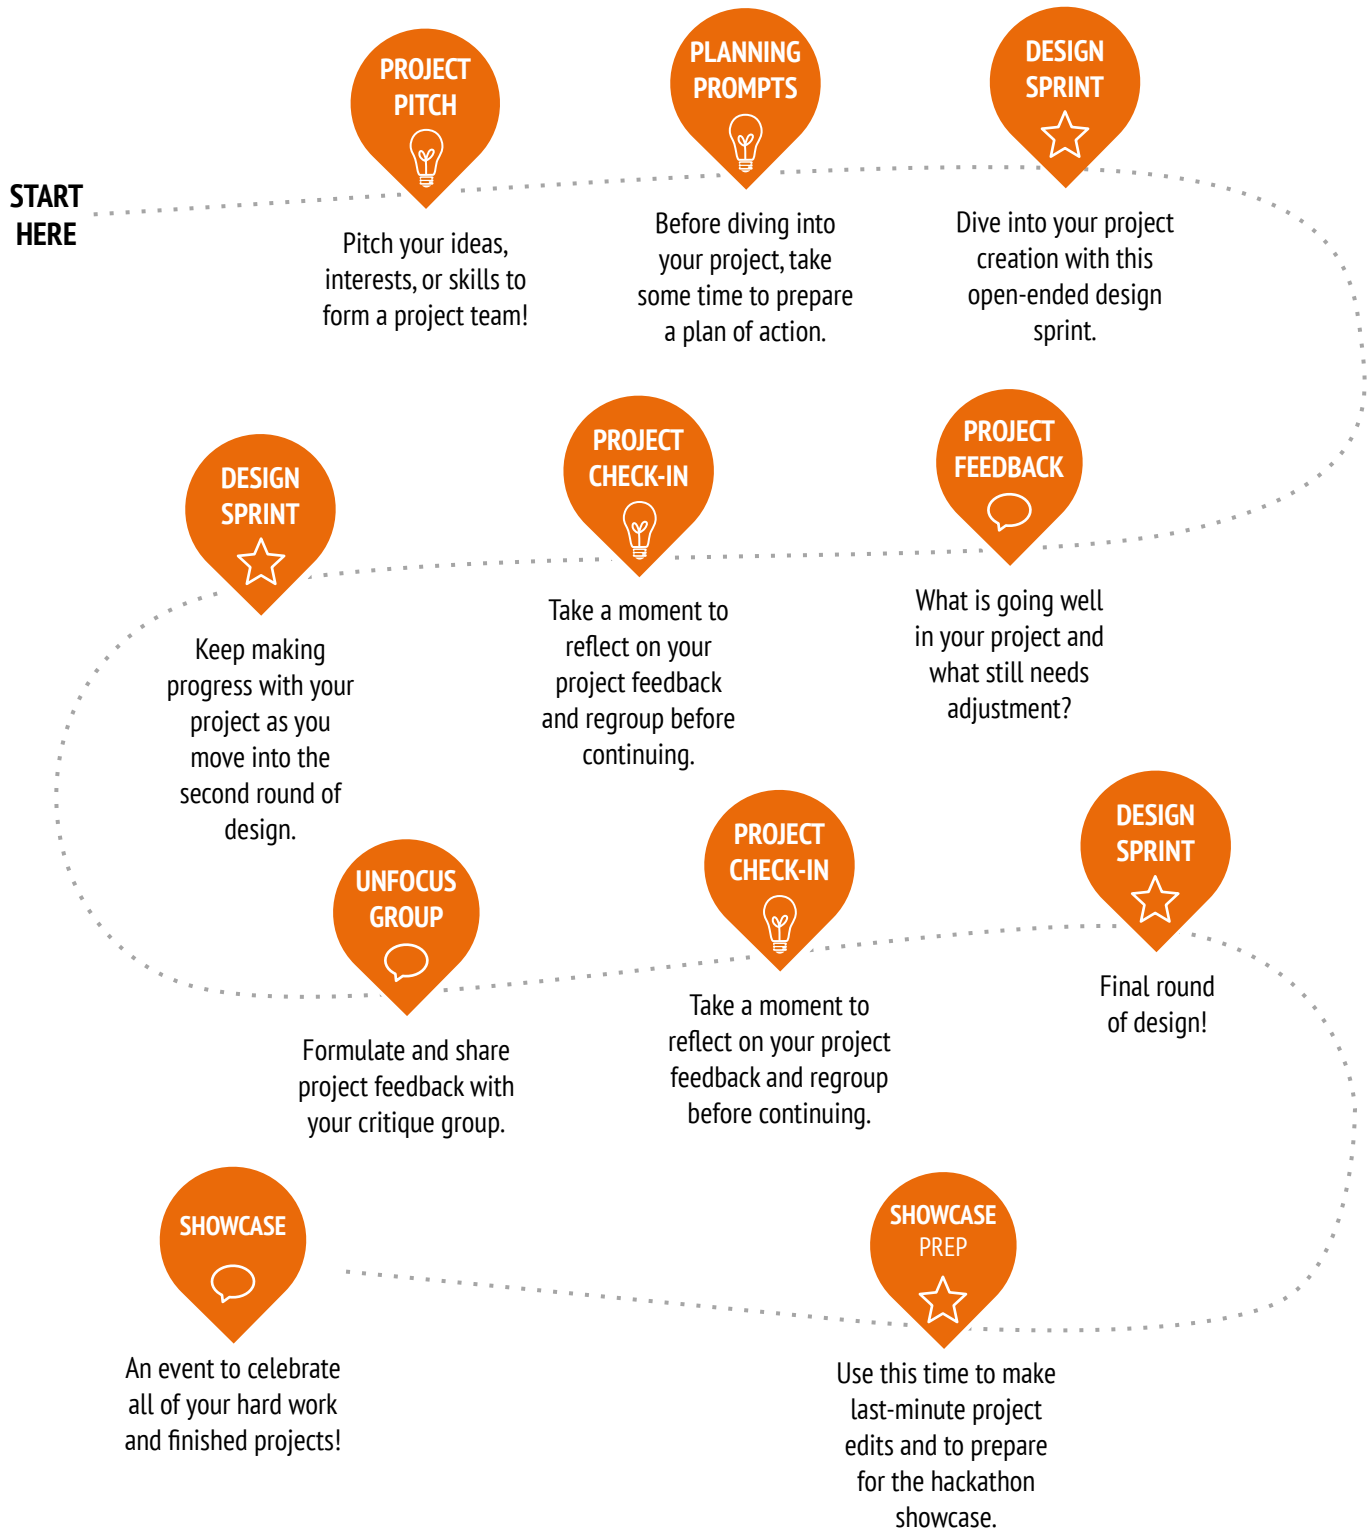 START
HERE
PROJECT
PITCH
Pitch your ideas,
interests, or skills to
form a project team!
PLANNING
PROMPTS
Before diving into
your project, take
some time to prepare
a plan of action.
DESIGN
SPRINT
Dive into your project
creation with this
open-ended design
sprint.
PROJECT
FEEDBACK
What is going well
in your project and
what still needs
adjustment?
PROJECT
CHECK-IN
Take a moment to
reflect on your
project feedback
and regroup before
continuing.
DESIGN
SPRINT
Keep making
progress with your
project as you
move into the
second round of
design.
UNFOCUS
GROUP
Formulate and share
project feedback with
your critique group.
PROJECT
CHECK-IN
Take a moment to
reflect on your project
feedback and regroup
before continuing.
DESIGN
SPRINT
Final round
of design!
SHOWCASE
PREP
Use this time to make
last-minute project
edits and to prepare
for the hackathon
showcase.
SHOWCASE
An event to celebrate
all of your hard work
and finished projects!